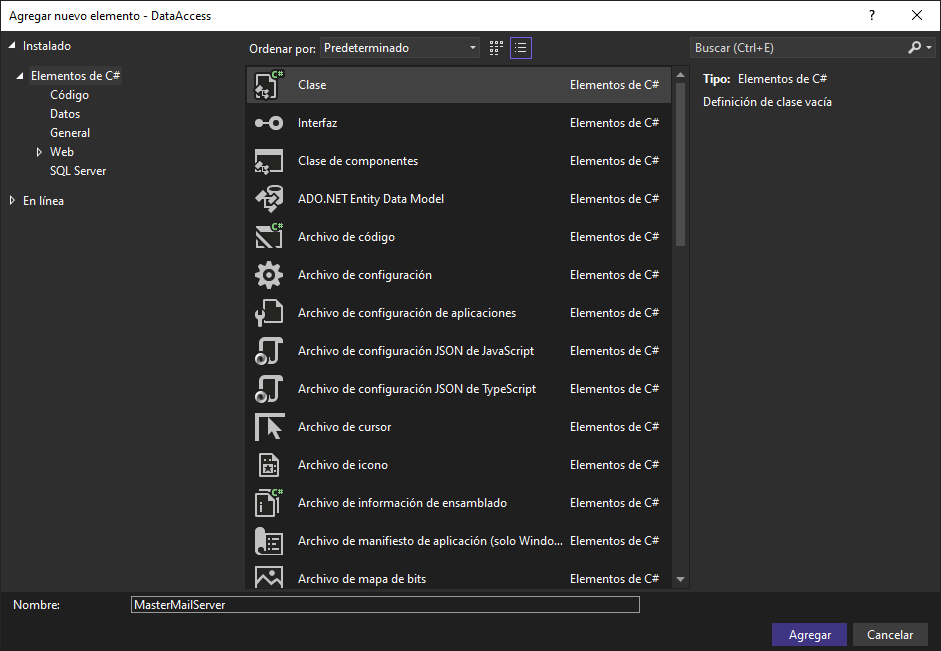 Agregar nuevo elemento - DataAccess
?
Instalado
Elementos de C#
Código
Datos
General
Web
SQL Server
En línea
Ordenar por: Predeterminado
Clase Elementos de C#
Interfaz Elementos de C#
Clase de componentes Elementos de C#
ADO.NET Entity Data Model Elementos de C#
Archivo de código Elementos de C#
Archivo de configuración Elementos de C#
Archivo de configuración de aplicaciones Elementos de C#
Archivo de configuración JSON de JavaScript Elementos de C#
Archivo de configuración JSON de TypeScript Elementos de C#
Archivo de cursor Elementos de C#
Archivo de icono Elementos de C#
Archivo de información de ensamblado Elementos de C#
Archivo de manifiesto de aplicación (solo Windo... Elementos de C#
Archivo de mapa de bits Elementos de C#
Buscar (Ctrl+E)
Tipo: Elementos de C#
Definición de clase vacía
Nombre: MasterMailServer
Agregar Cancelar